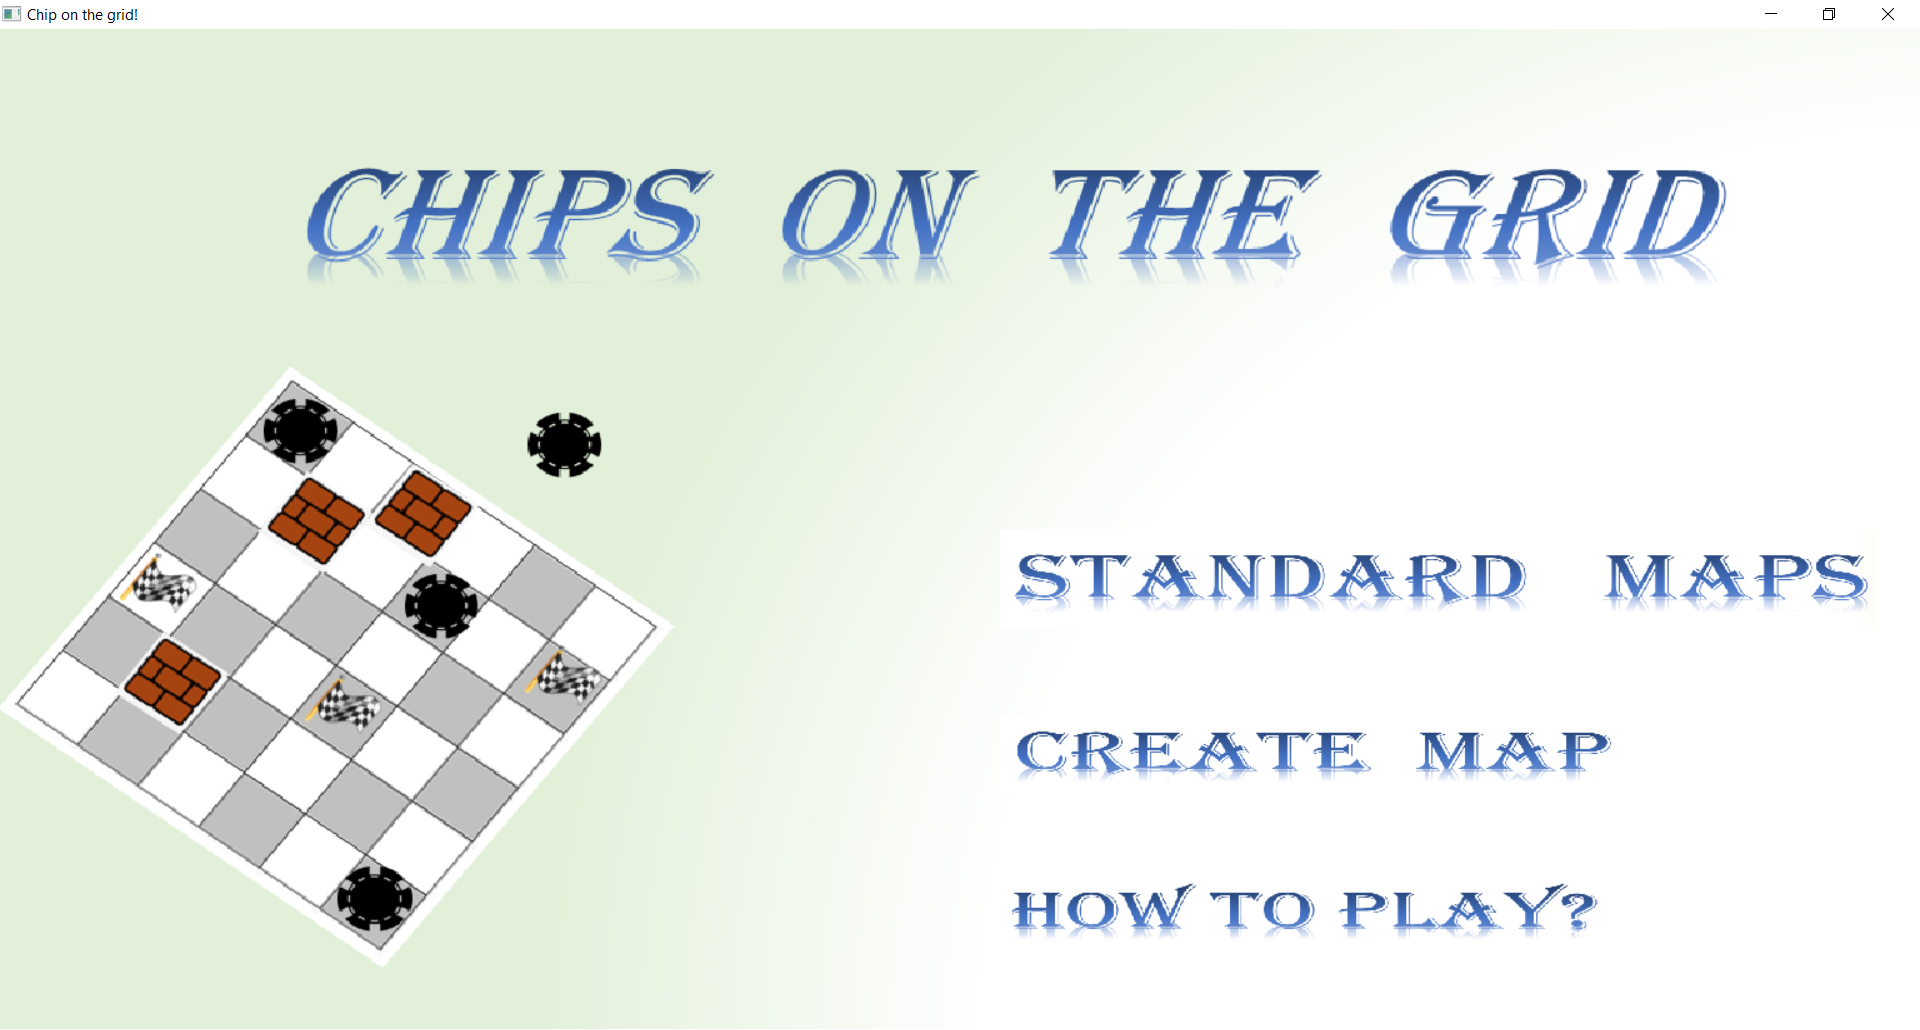 Chip on the grid!
CHIPS ON THE GRID
STANDARD MAPS
CREATE MAP
HOW TO PLAY?